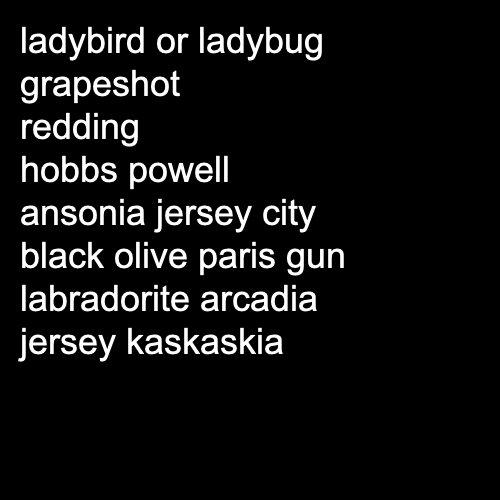 ladybird or ladybug
grapeshot
redding
hobbs powell
ansonia jersey city
black olive paris gun
labradorite arcadia
jersey kaskaskia